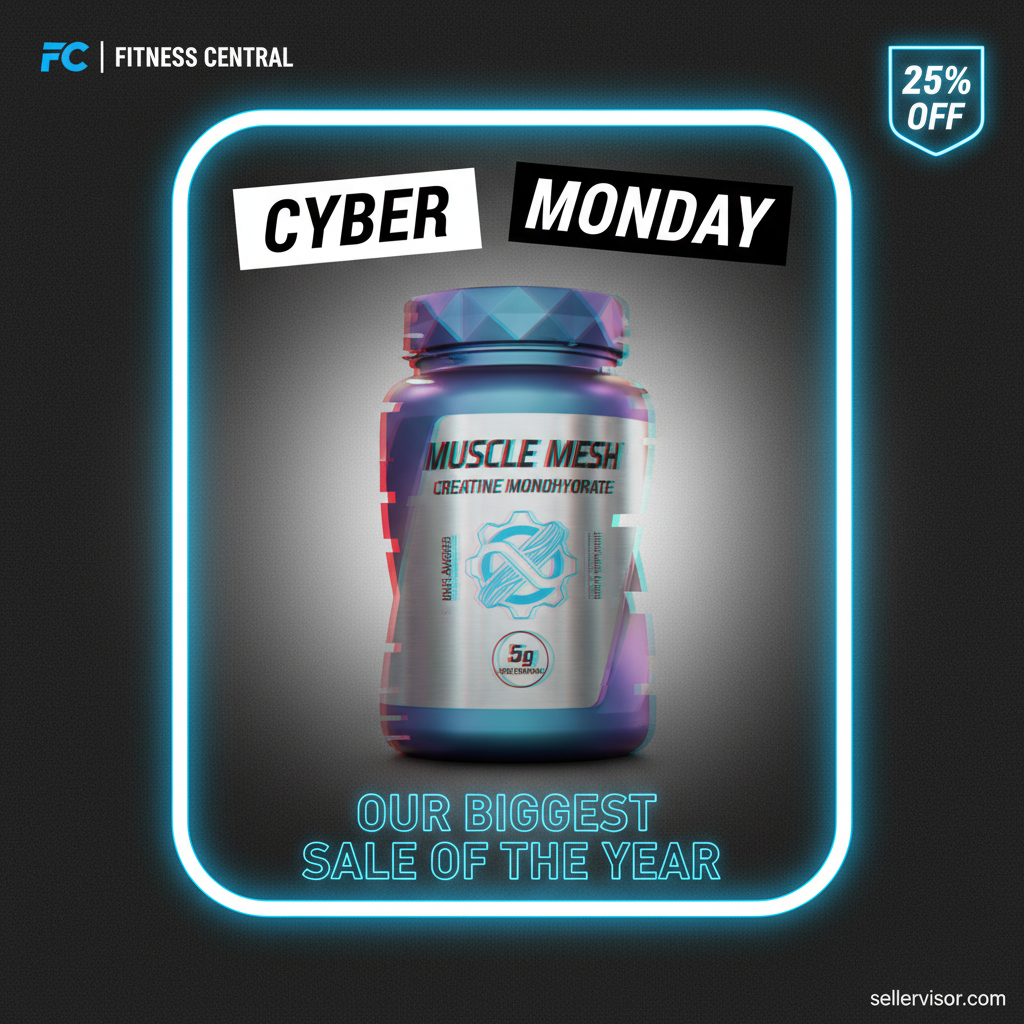 FC | FITNESS CENTRAL
25%
OFF
CYBER MONDAY
MUSCLE MESH
CREATINE MONOHYORATE
5g
OUR BIGGEST
SALE OF THE YEAR
sellervisor.com